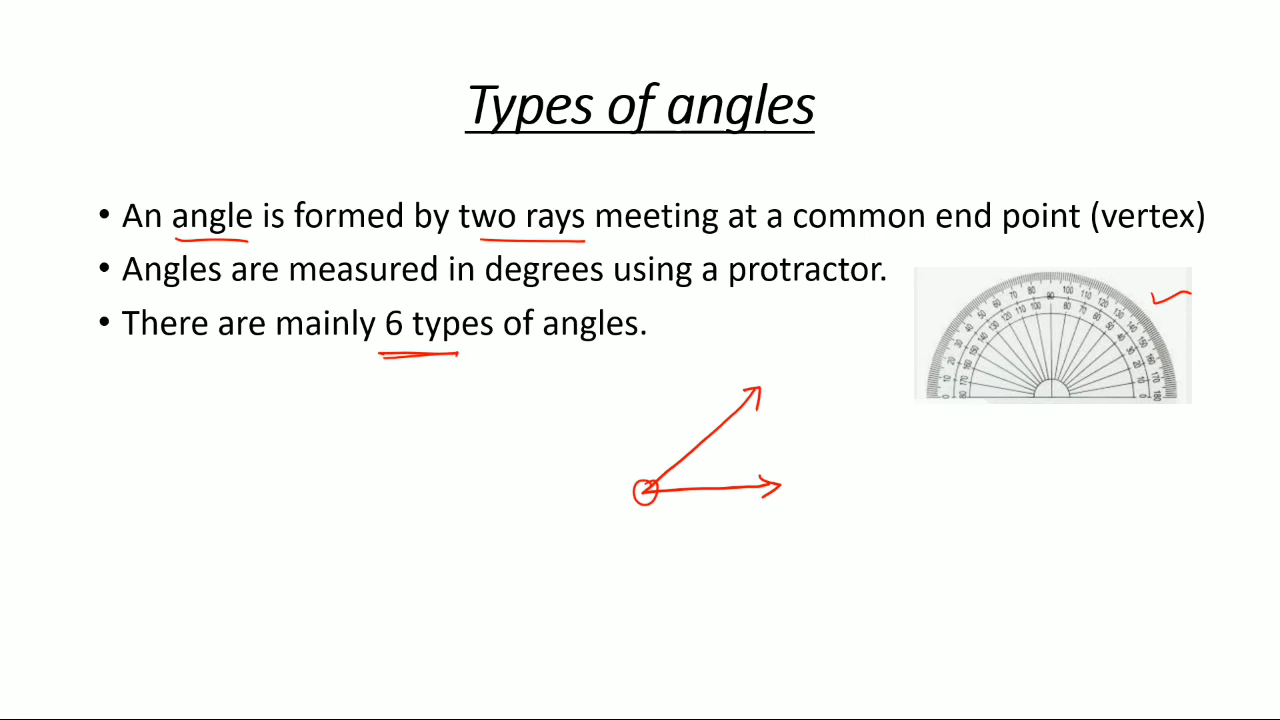 Types of angles
• An angle is formed by two rays meeting at a common end point (vertex)
• Angles are measured in degrees using a protractor.
• There are mainly 6 types of angles.